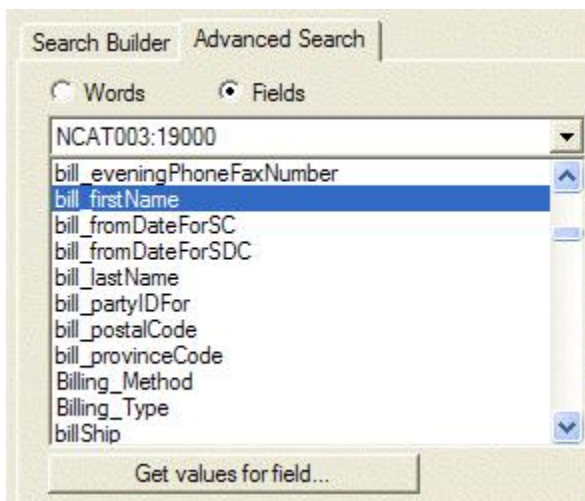 Search Builder Advanced Search
Words Fields
NCAT003:19000
bill_eveningPhoneFaxNumber
bill_firstName
bill_fromDateForSC
bill_fromDateForSDC
bill_lastName
bill_partyIDFor
bill_postalCode
bill_provinceCode
Billing_Method
Billing_Type
billShip
Get values for field...